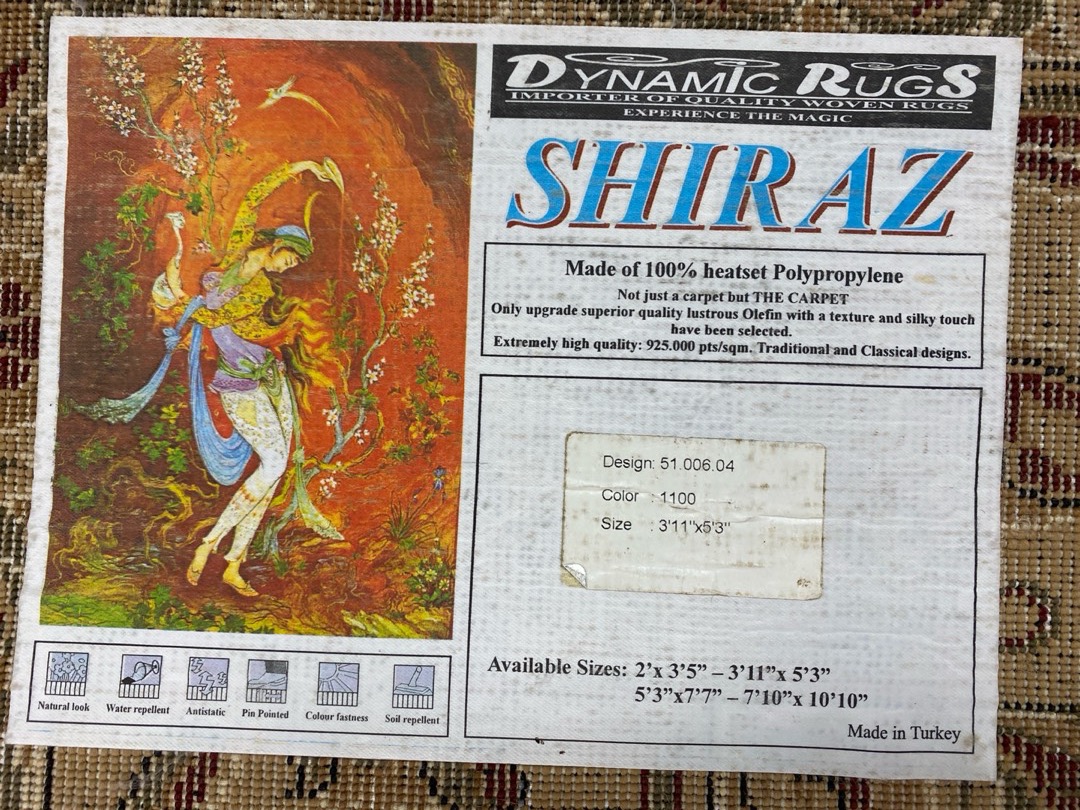 DYNAMIC RUGS
IMPORTER OF QUALITY WOVEN RUGS
EXPERIENCE THE MAGIC
SHIRAZ
Made of 100% heatset Polypropylene
Not just a carpet but THE CARPET
Only upgrade superior quality lustrous Olefin with a texture and silky touch
have been selected.
Extremely high quality: 925.000 pts/sqm. Traditional and Classical designs.
Design: 51.006.04
Color : 1100
Size : 3'11"x5'3"
Available Sizes: 2'x 3'5” – 3'11”x 5'3”
5'3”x7'7” – 7'10”x 10'10”
Made in Turkey
Natural look
Water repellent
Antistatic
Pin Pointed
Colour fastness
Soil repellent